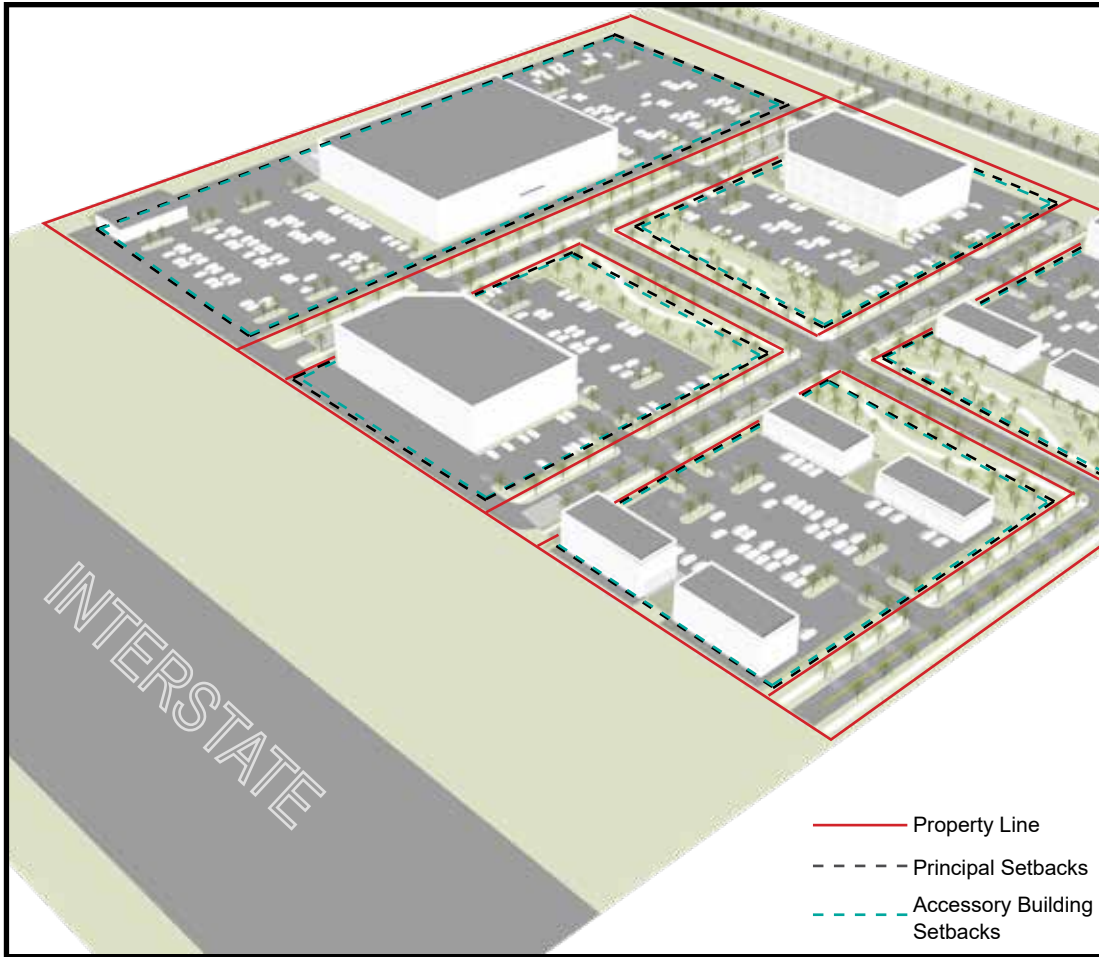 INTERSTATE
Property Line
Principal Setbacks
Accessory Building
Setbacks